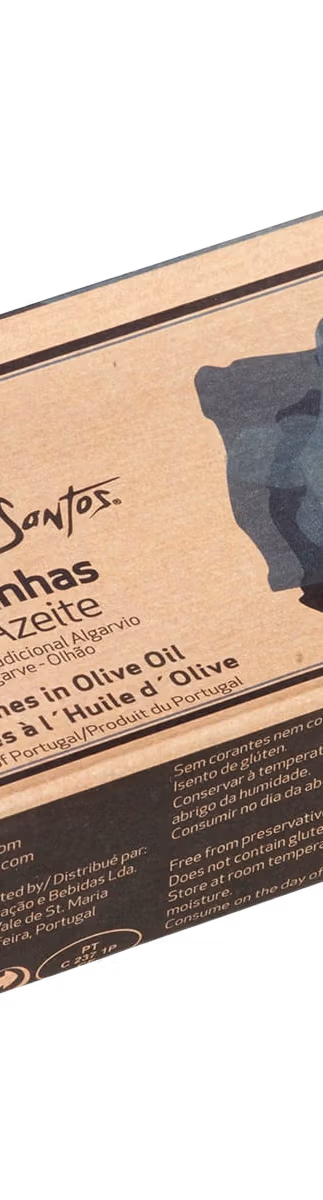 Santos®
nhas
Azeite
adicional Algarvio
garve - Olhão
nes in Olive Oil
s à l´Huile d´Olive
of Portugal/Produit du Portugal
om
.com
ted by/ Distribué par:
ação e Bebidas Lda.
Vale de St. Maria
feira, Portugal
PT
C 237 1P
Sem corantes nem co
Isento de glúten.
Conservar à temperat
abrigo da humidade.
Consumir no dia da ab
Free from preservativ
Does not contain glute
Store at room tempera
moisture.
Consume on the day of